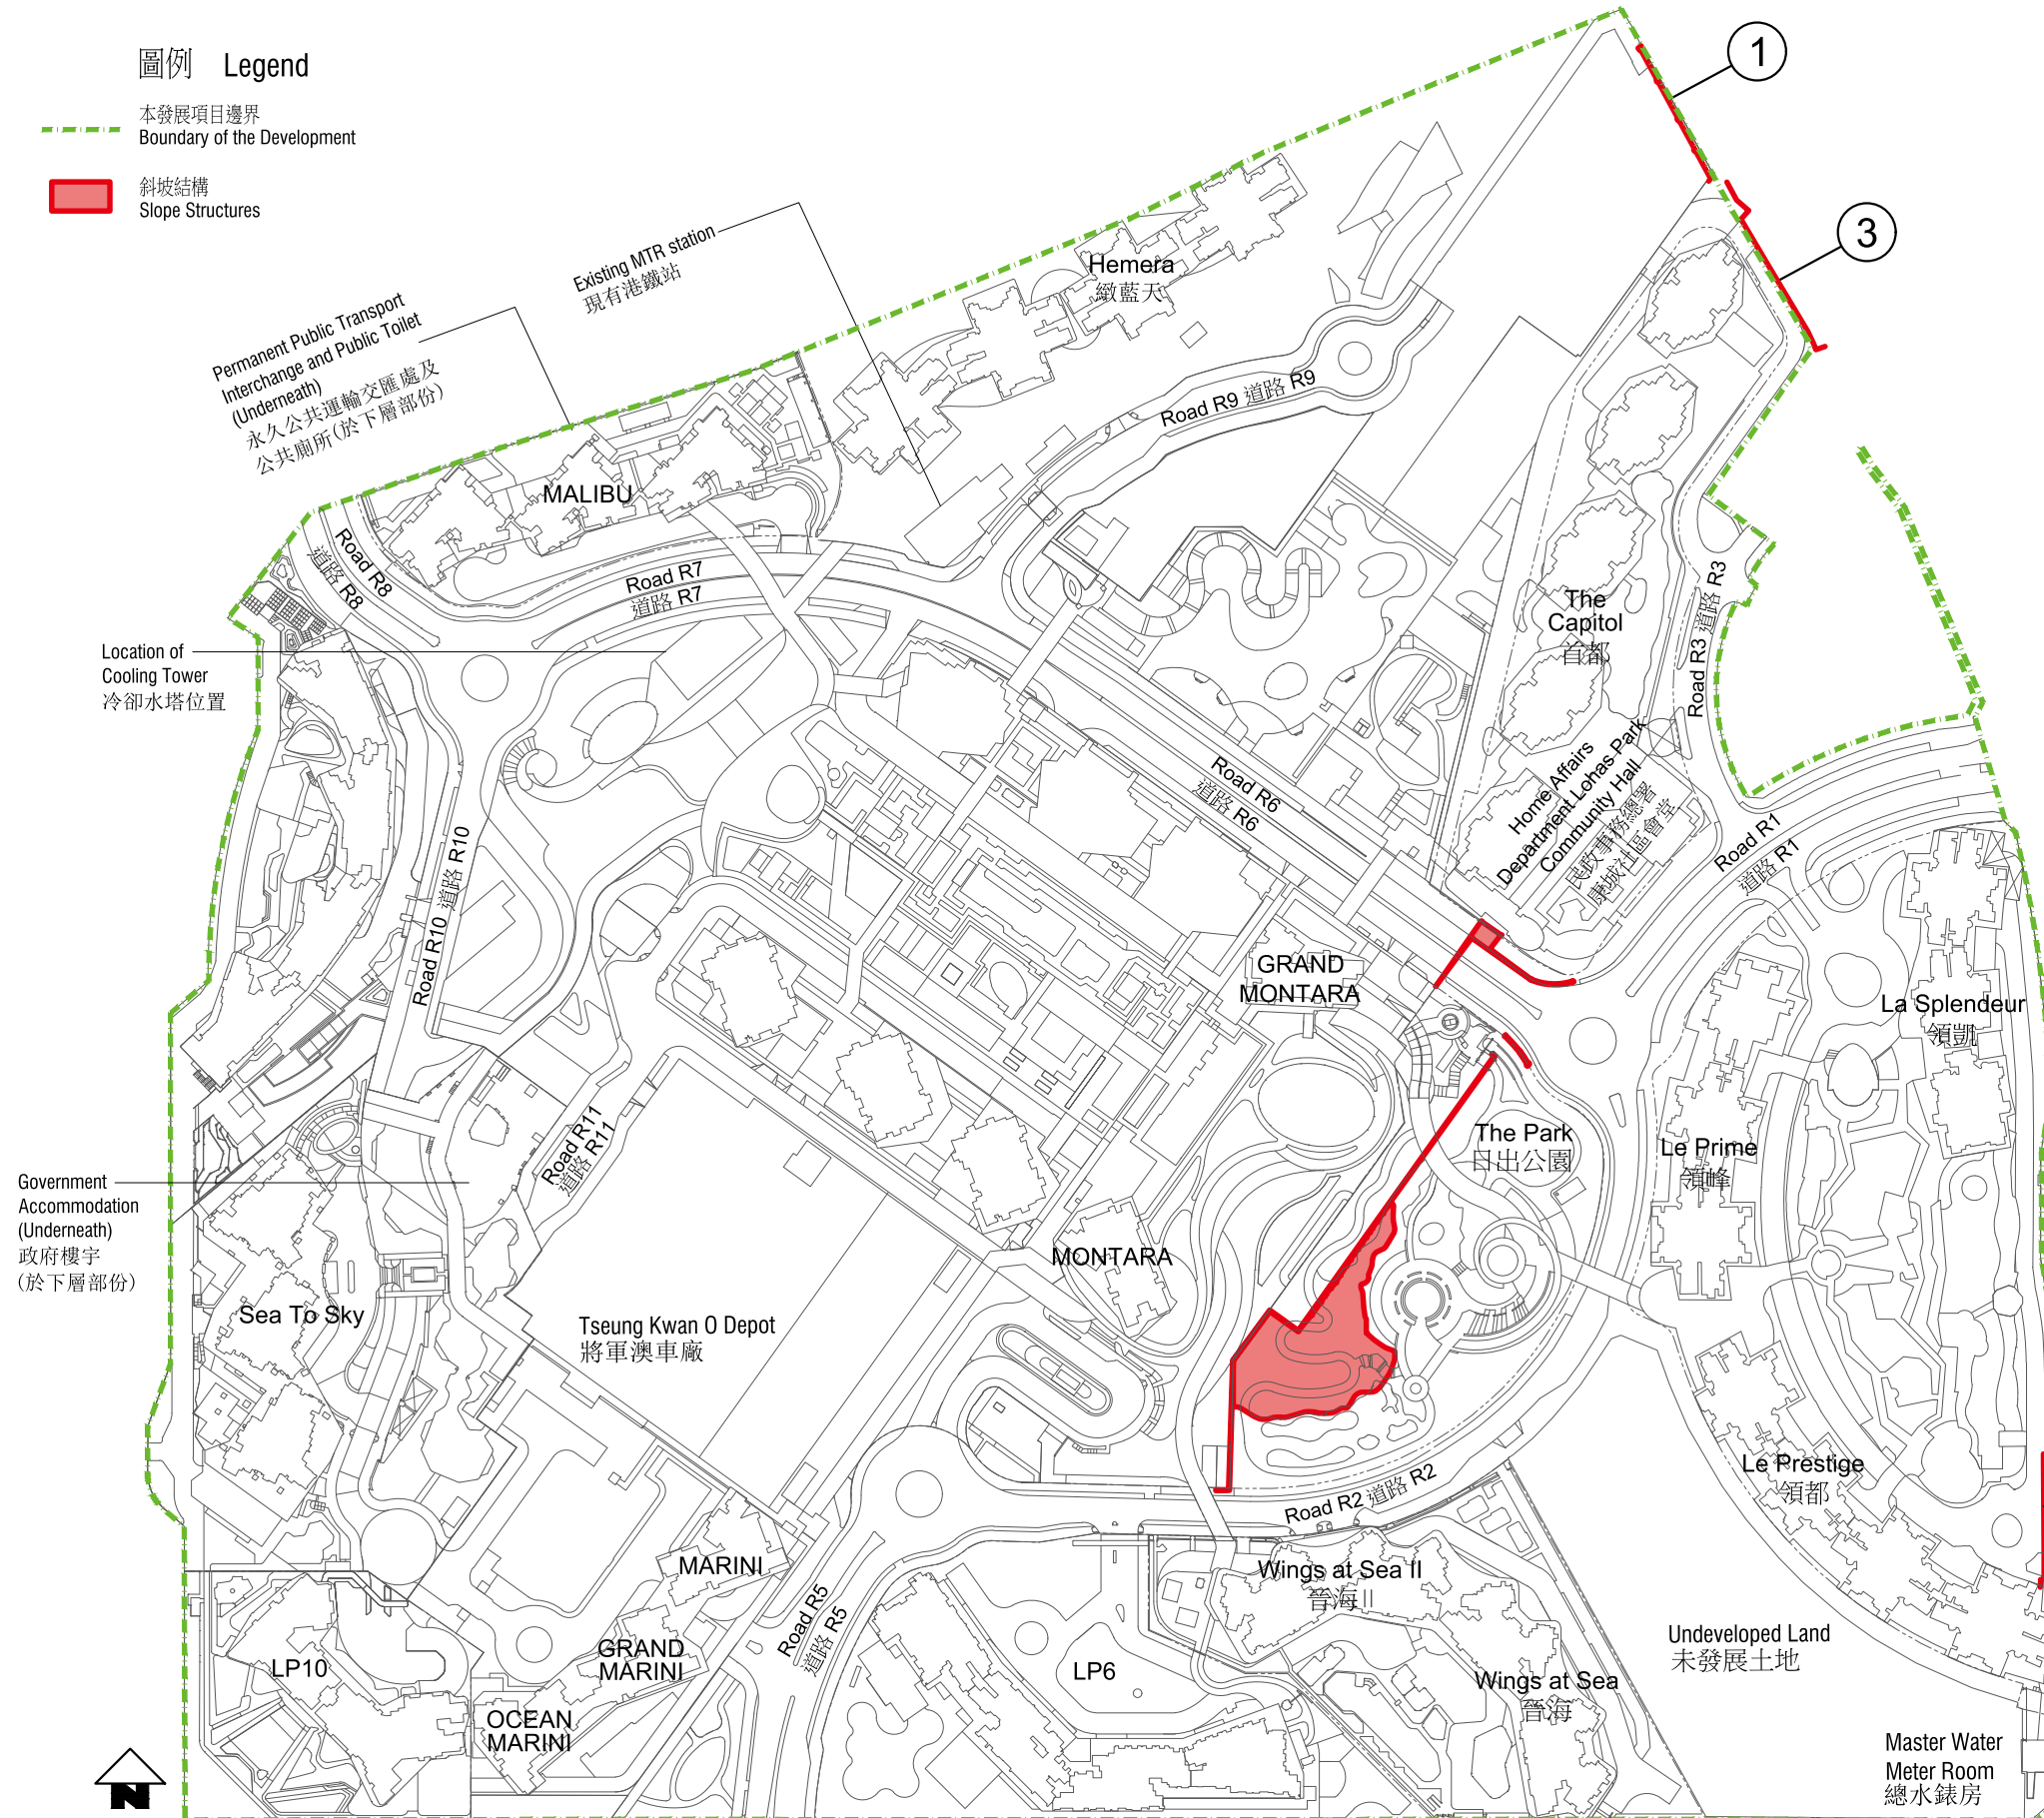 圖例 Legend
本發展項目邊界
Boundary of the Development
斜坡結構
Slope Structures
1
3
Existing MTR station
現有港鐵站
Permanent Public Transport
Interchange and Public Toilet
(Underneath)
永久公共運輸交匯處及
公共廁所(於下層部份)
Hemera
緻藍天
Road R9 道路 R9
MALIBU
Road R8
道路 R8
Road R7
道路 R7
The
Capitol
首都
Road R3 道路 R3
Location of
Cooling Tower
冷卻水塔位置
Road R6
道路 R6
Home Affairs
Department Lohas Park
Community Hall
民政事務總署
康城社區會堂
Road R1
道路 R1
Road R10 道路 R10
GRAND
MONTARA
La Splendeur
領凱
Road R11
道路 R11
The Park
日出公園
Le Prime
領峰
Government
Accommodation
(Underneath)
政府樓宇
(於下層部份)
MONTARA
Sea To Sky
Tseung Kwan O Depot
將軍澳車廠
Le Prestige
領都
Road R2 道路 R2
MARINI
Wings at Sea II
晉海 II
Road R5
道路 R5
GRAND
MARINI
LP10
LP6
Undeveloped Land
未發展土地
Wings at Sea
晉海
OCEAN
MARINI
Master Water
Meter Room
總水錶房
N